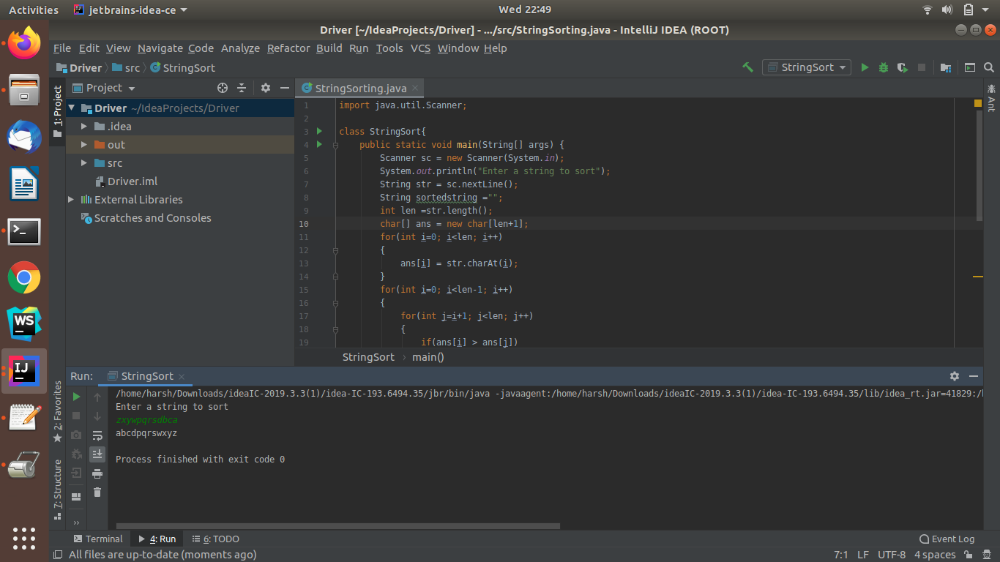 Activities jetbrains-idea-ce Wed 22:49
Driver [~/IdeaProjects/Driver] - .../src/StringSorting.java - IntelliJ IDEA (ROOT)
File Edit View Navigate Code Analyze Refactor Build Run Tools VCS Window Help
Driver src StringSort StringSort
1: Project
Project
Driver ~/IdeaProjects/Driver
.idea
out
src
Driver.iml
External Libraries
Scratches and Consoles
StringSorting.java
Ant
1 import java.util.Scanner;
2
3 class StringSort{
4 public static void main(String[] args) {
5 Scanner sc = new Scanner(System.in);
6 System.out.println("Enter a string to sort");
7 String str = sc.nextLine();
8 String sortedstring ="";
9 int len =str.length();
10 char[] ans = new char[len+1];
11 for(int i=0; i<len; i++)
12 {
13 ans[i] = str.charAt(i);
14 }
15 for(int i=0; i<len-1; i++)
16 {
17 for(int j=i+1; j<len; j++)
18 {
19 if(ans[i] > ans[j])
StringSort › main()
WS
IJ
2: Favorites
7: Structure
Run: StringSort
/home/harsh/Downloads/ideaIC-2019.3.3(1)/idea-IC-193.6494.35/jbr/bin/java -javaagent:/home/harsh/Downloads/ideaIC-2019.3.3(1)/idea-IC-193.6494.35/lib/idea_rt.jar=41829:/
Enter a string to sort
zxywpqrsdbca
abcdpqrswxyz
Process finished with exit code 0
Terminal 4: Run 6: TODO Event Log
All files are up-to-date (moments ago) 7:1 LF UTF-8 4 spaces